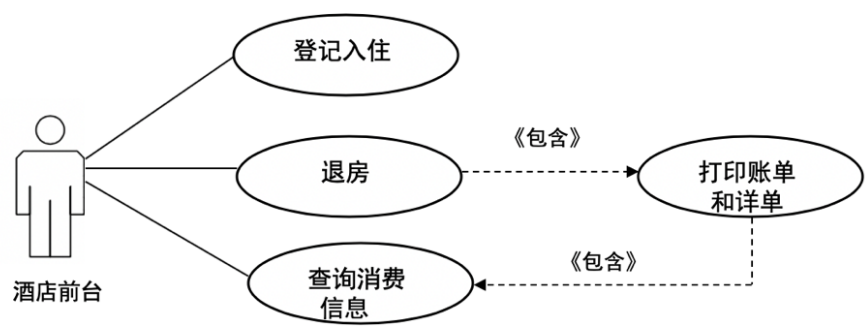 登记入住
《包含》
退房
打印账单
和详单
《包含》
查询消费
信息
酒店前台